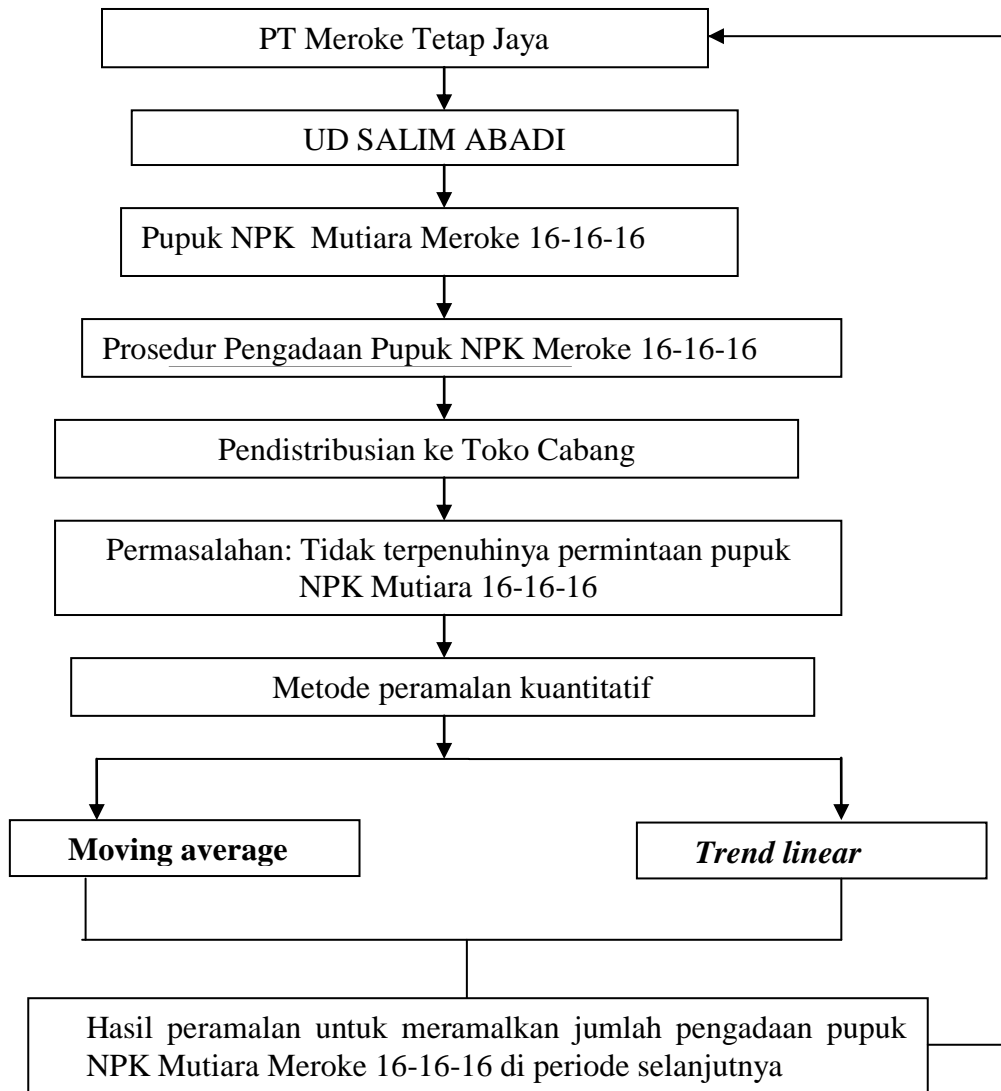 PT Meroke Tetap Jaya
UD SALIM ABADI
Pupuk NPK Mutiara Meroke 16-16-16
Prosedur Pengadaan Pupuk NPK Meroke 16-16-16
Pendistribusian ke Toko Cabang
Permasalahan: Tidak terpenuhinya permintaan pupuk
NPK Mutiara 16-16-16
Metode peramalan kuantitatif
Moving average
Trend linear
Hasil peramalan untuk meramalkan jumlah pengadaan pupuk
NPK Mutiara Meroke 16-16-16 di periode selanjutnya